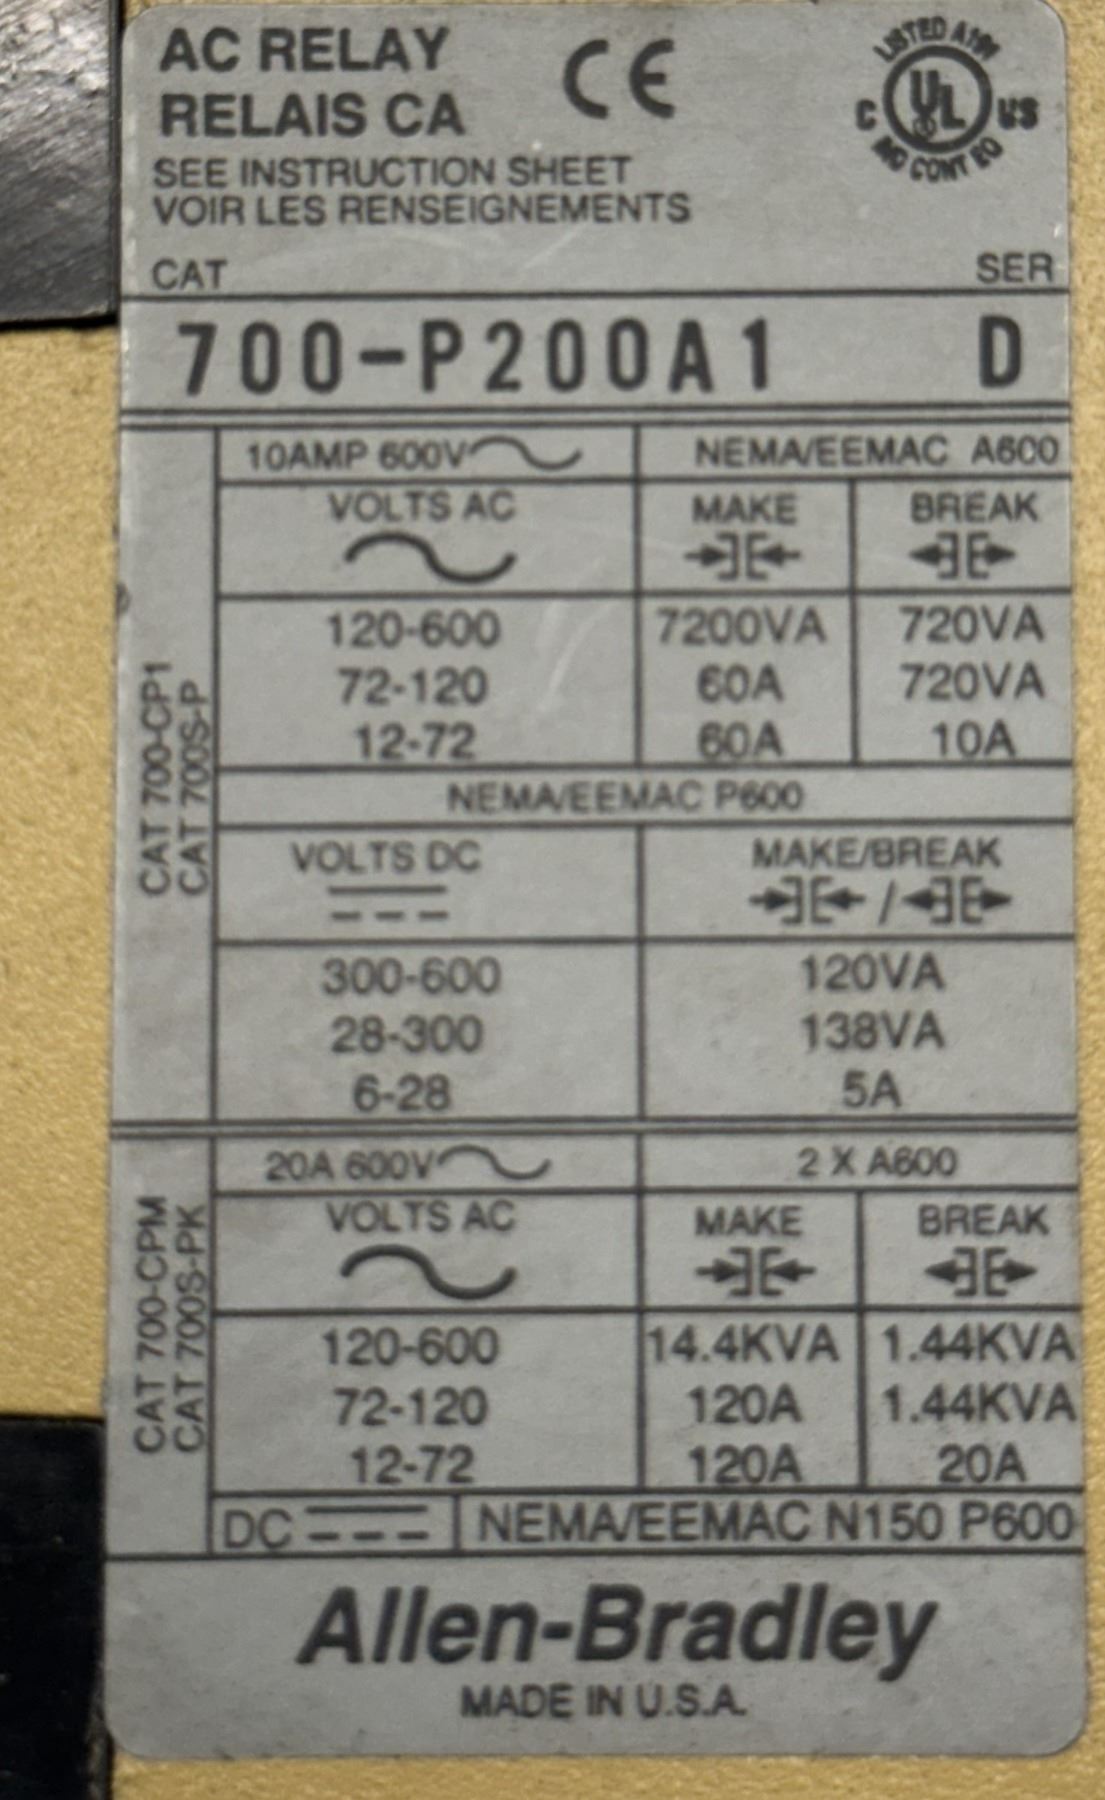 AC RELAY
RELAIS CA
CE
LISTED
C UL US
®
SEE INSTRUCTION SHEET
VOIR LES RENSEIGNEMENTS
CAT SER
700-P200A1 D
10AMP 600V NEMA/EEMAC A600
VOLTS AC MAKE BREAK
120-600 7200VA 720VA
72-120 60A 720VA
12-72 60A 10A
CAT 700-CP1
CAT 700S-P
NEMA/EEMAC P600
VOLTS DC MAKE/BREAK
/
300-600 120VA
28-300 138VA
6-28 5A
20A 600V 2 X A600
VOLTS AC MAKE BREAK
120-600 14.4KVA 1.44KVA
72-120 120A 1.44KVA
12-72 120A 20A
CAT 700-CPM
CAT 700S-PK
DC NEMA/EEMAC N150 P600
Allen-Bradley
MADE IN U.S.A.